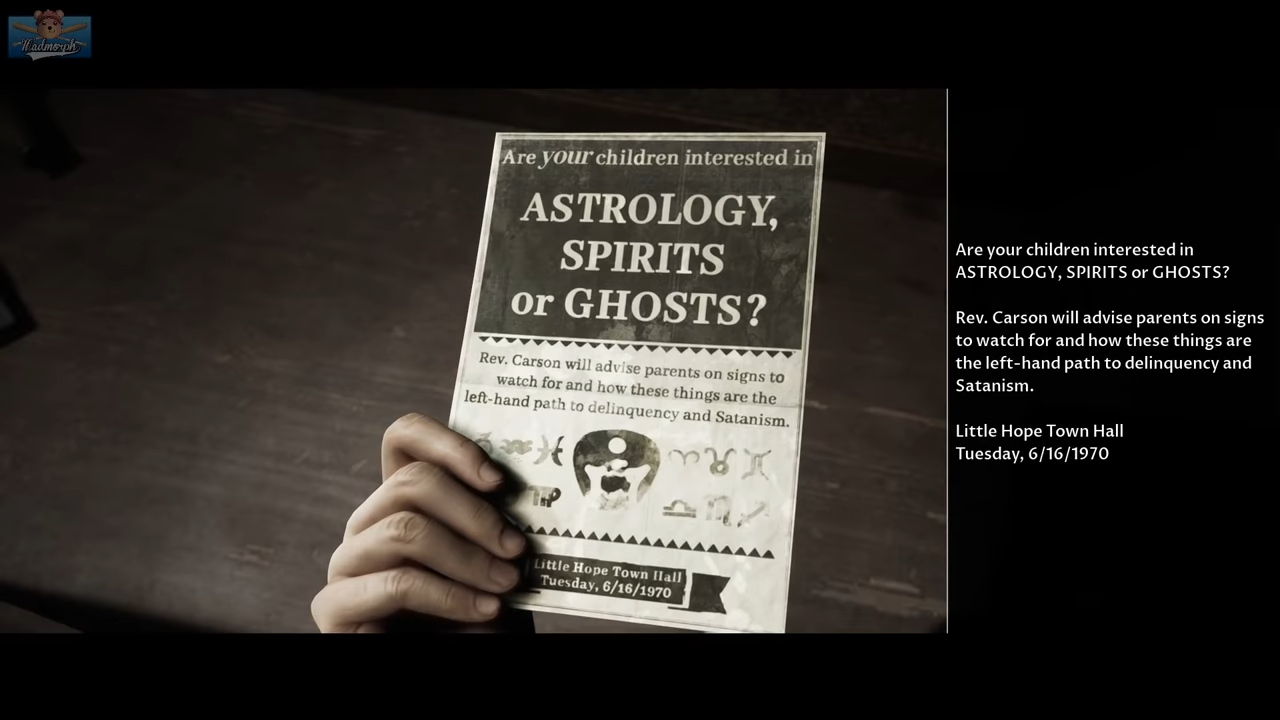 Madmorph
Are your children interested in
ASTROLOGY,
SPIRITS
or GHOSTS?
Rev. Carson will advise parents on signs to
watch for and how these things are the
left-hand path to delinquency and Satanism.
Little Hope Town Hall
Tuesday, 6/16/1970
Are your children interested in
ASTROLOGY, SPIRITS or GHOSTS?
Rev. Carson will advise parents on signs
to watch for and how these things are
the left-hand path to delinquency and
Satanism.
Little Hope Town Hall
Tuesday, 6/16/1970